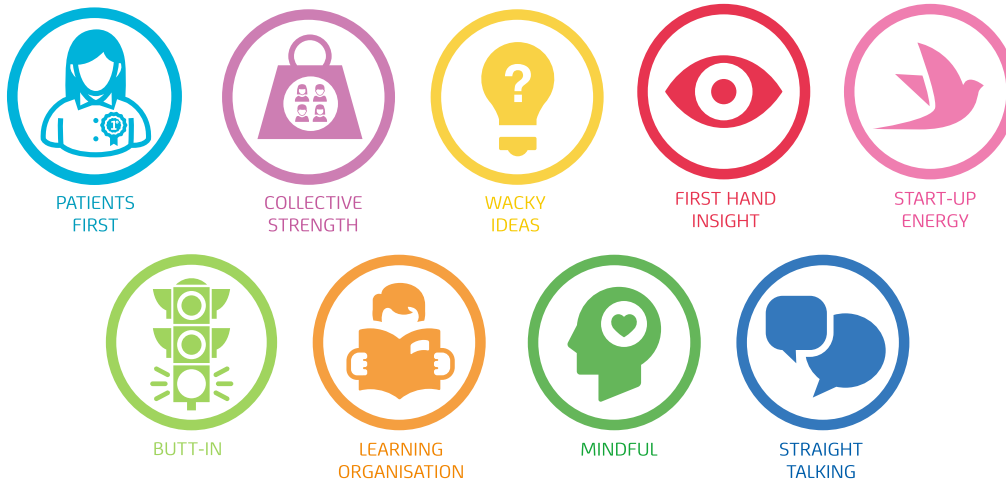 1
?
PATIENTS
FIRST
COLLECTIVE
STRENGTH
WACKY
IDEAS
FIRST HAND
INSIGHT
START-UP
ENERGY
BUTT-IN
LEARNING
ORGANISATION
MINDFUL
STRAIGHT
TALKING